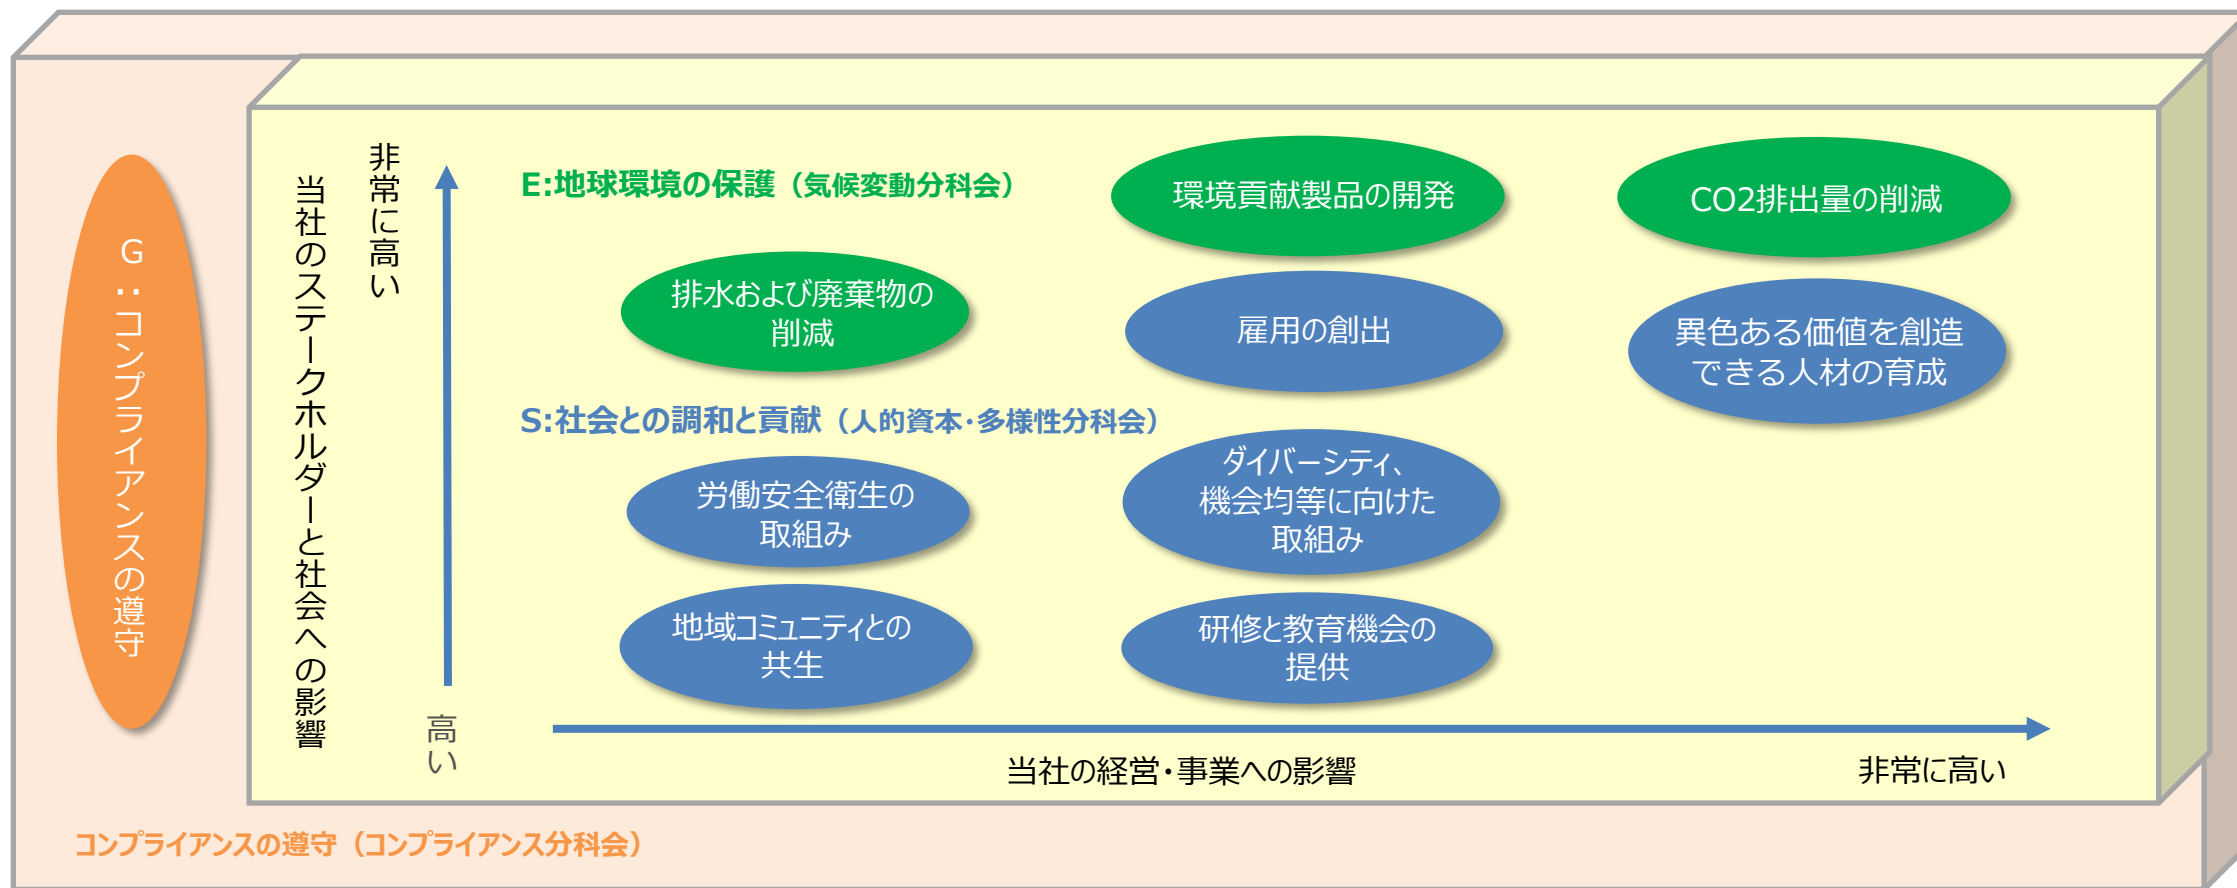 G：コンプライアンスの遵守
当社のステークホルダーと社会への影響
非常に高い
高い
E:地球環境の保護（気候変動分科会）
環境貢献製品の開発
CO2排出量の削減
排水および廃棄物の
削減
雇用の創出
異色ある価値を創造
できる人材の育成
S:社会との調和と貢献（人的資本・多様性分科会）
労働安全衛生の
取組み
ダイバーシティ、
機会均等に向けた
取組み
地域コミュニティとの
共生
研修と教育機会の
提供
当社の経営・事業への影響
非常に高い
コンプライアンスの遵守（コンプライアンス分科会）